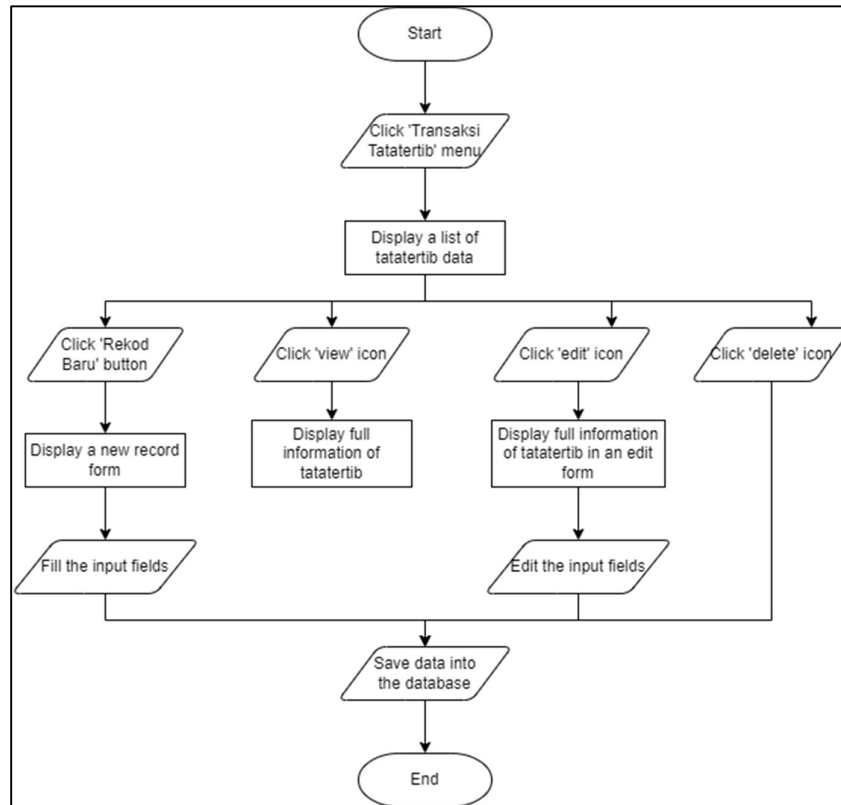 Start
Click 'Transaksi
Tatatertib' menu
Display a list of
tatatertib data
Click 'Rekod
Baru' button
Click 'view' icon
Click 'edit' icon
Click 'delete' icon
Display a new record
form
Display full
information of
tatatertib
Display full information
of tatatertib in an edit
form
Fill the input fields
Edit the input fields
Save data into
the database
End